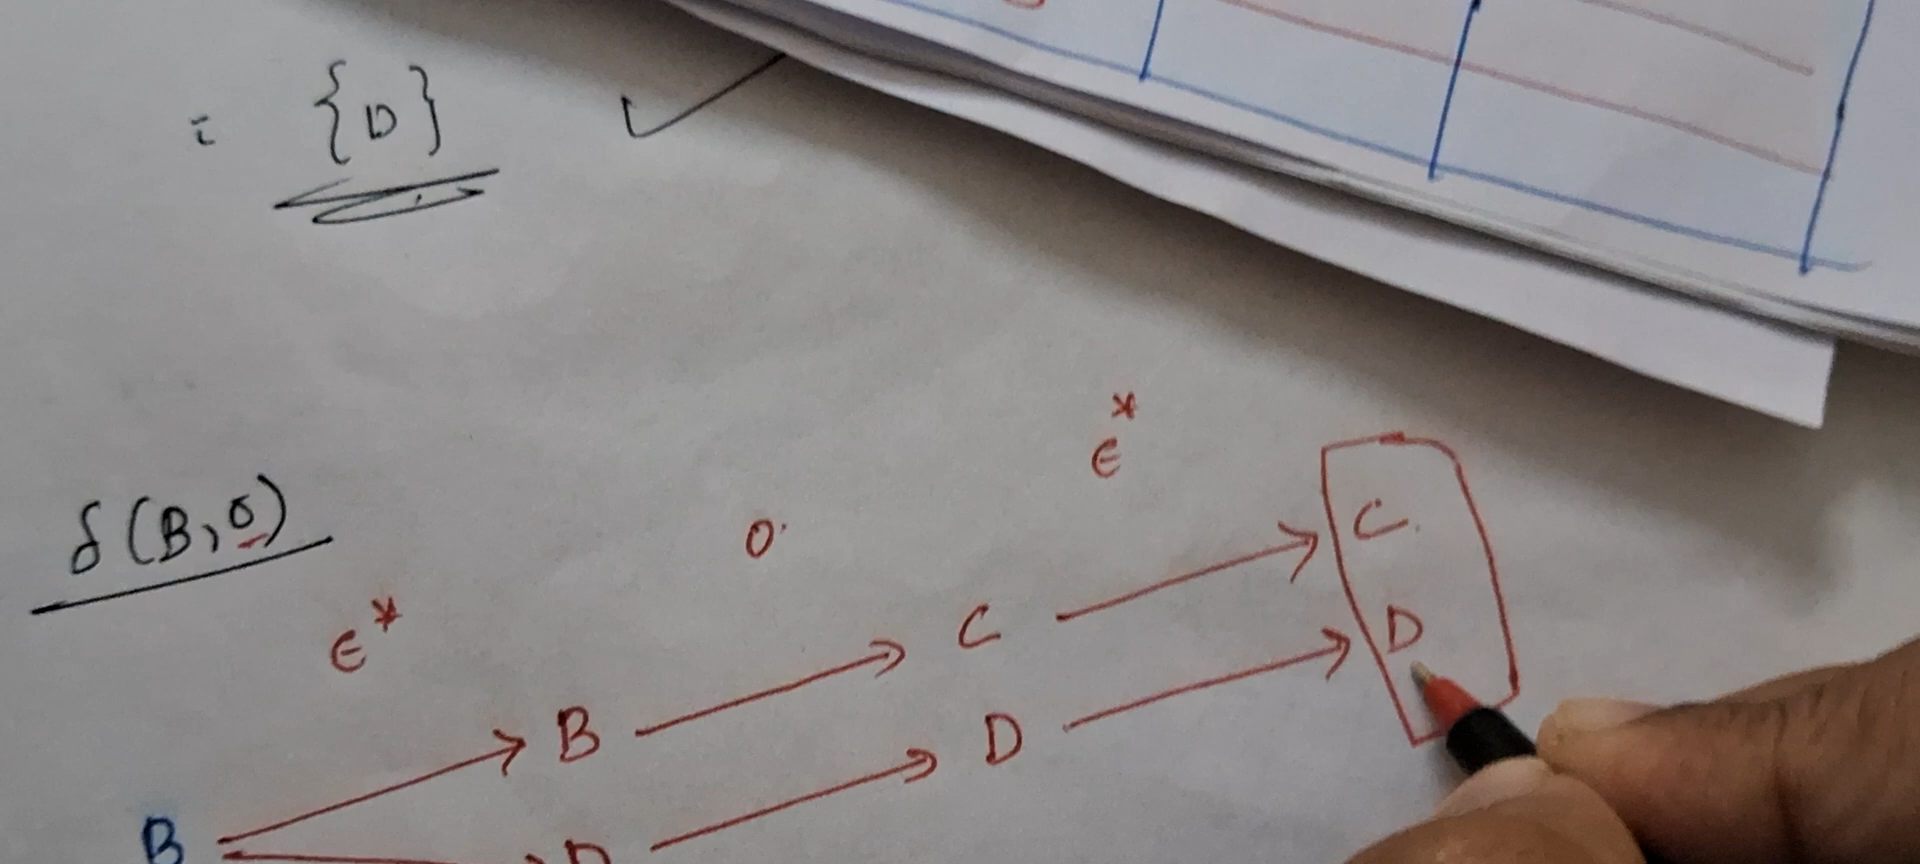 = {D}
δ(B, 0)
ϵ* 0 ϵ*
C → C
B → B → C
D → D → D
B